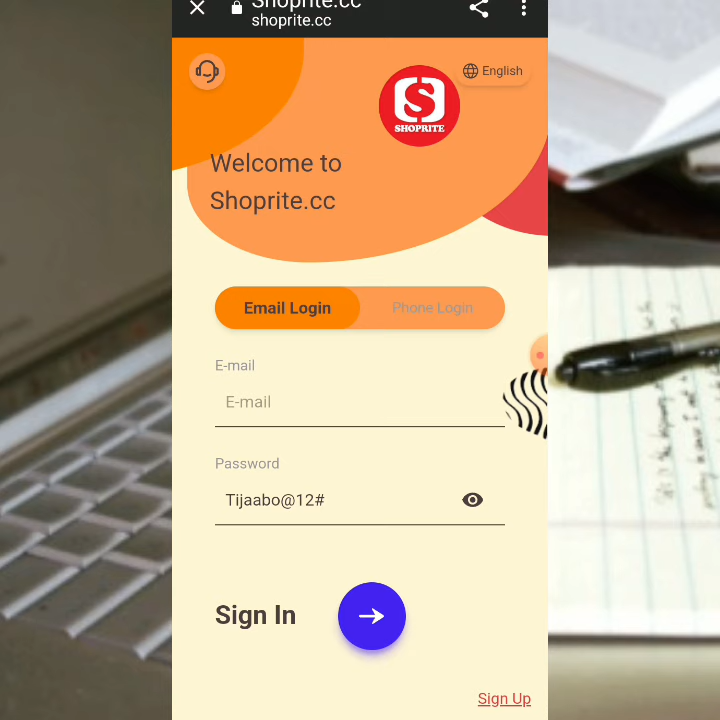 Shoprite.cc
shoprite.cc
English
SHOPRITE
Welcome to
Shoprite.cc
Email Login
Phone Login
E-mail
E-mail
Password
Tijaabo@12#
Sign In
Sign Up